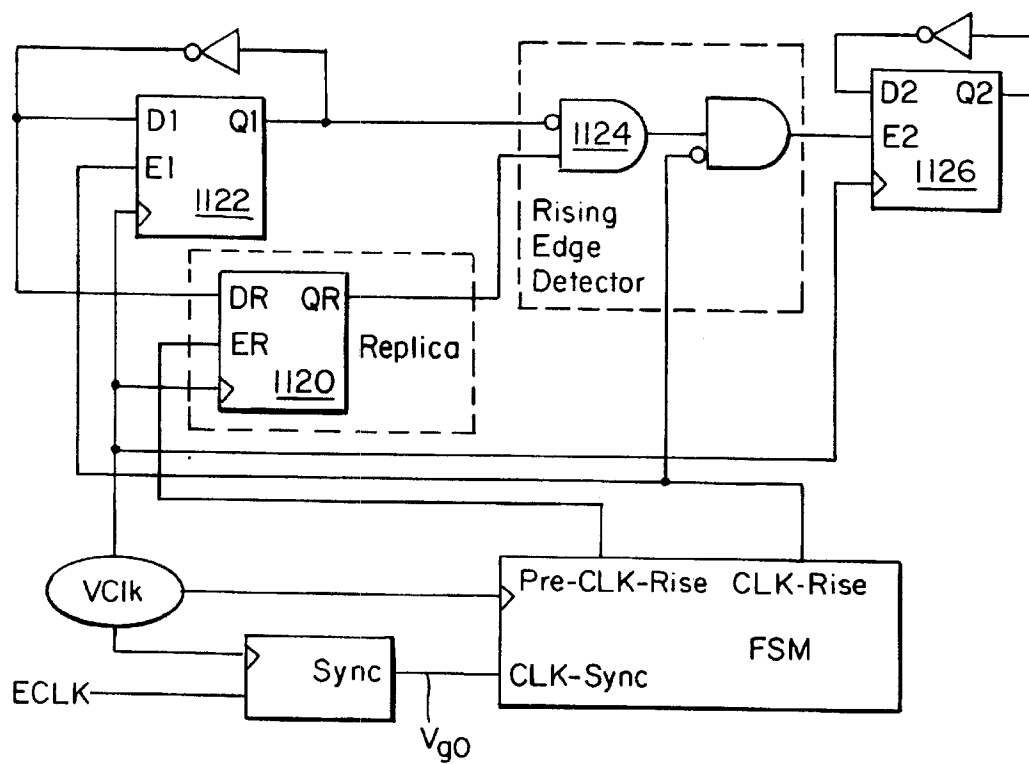 D1 Q1
E1
1122
1124
Rising
Edge
Detector
D2 Q2
E2
1126
DR QR
ER
1120
Replica
VClk
Pre-CLK-Rise CLK-Rise
FSM
CLK-Sync
Sync
ECLK
Vg0